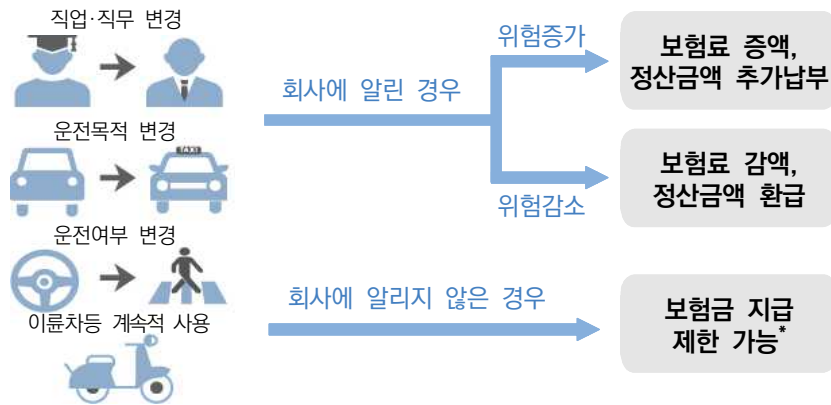 직업·직무 변경
운전목적 변경
TAXI
운전여부 변경
이륜차등 계속적 사용
회사에 알린 경우
위험증가
보험료 증액,
정산금액 추가납부
위험감소
보험료 감액,
정산금액 환급
회사에 알리지 않은 경우
보험금 지급
제한 가능*